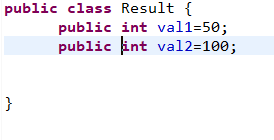 public class Result {
public int val1=50;
public int val2=100;
}